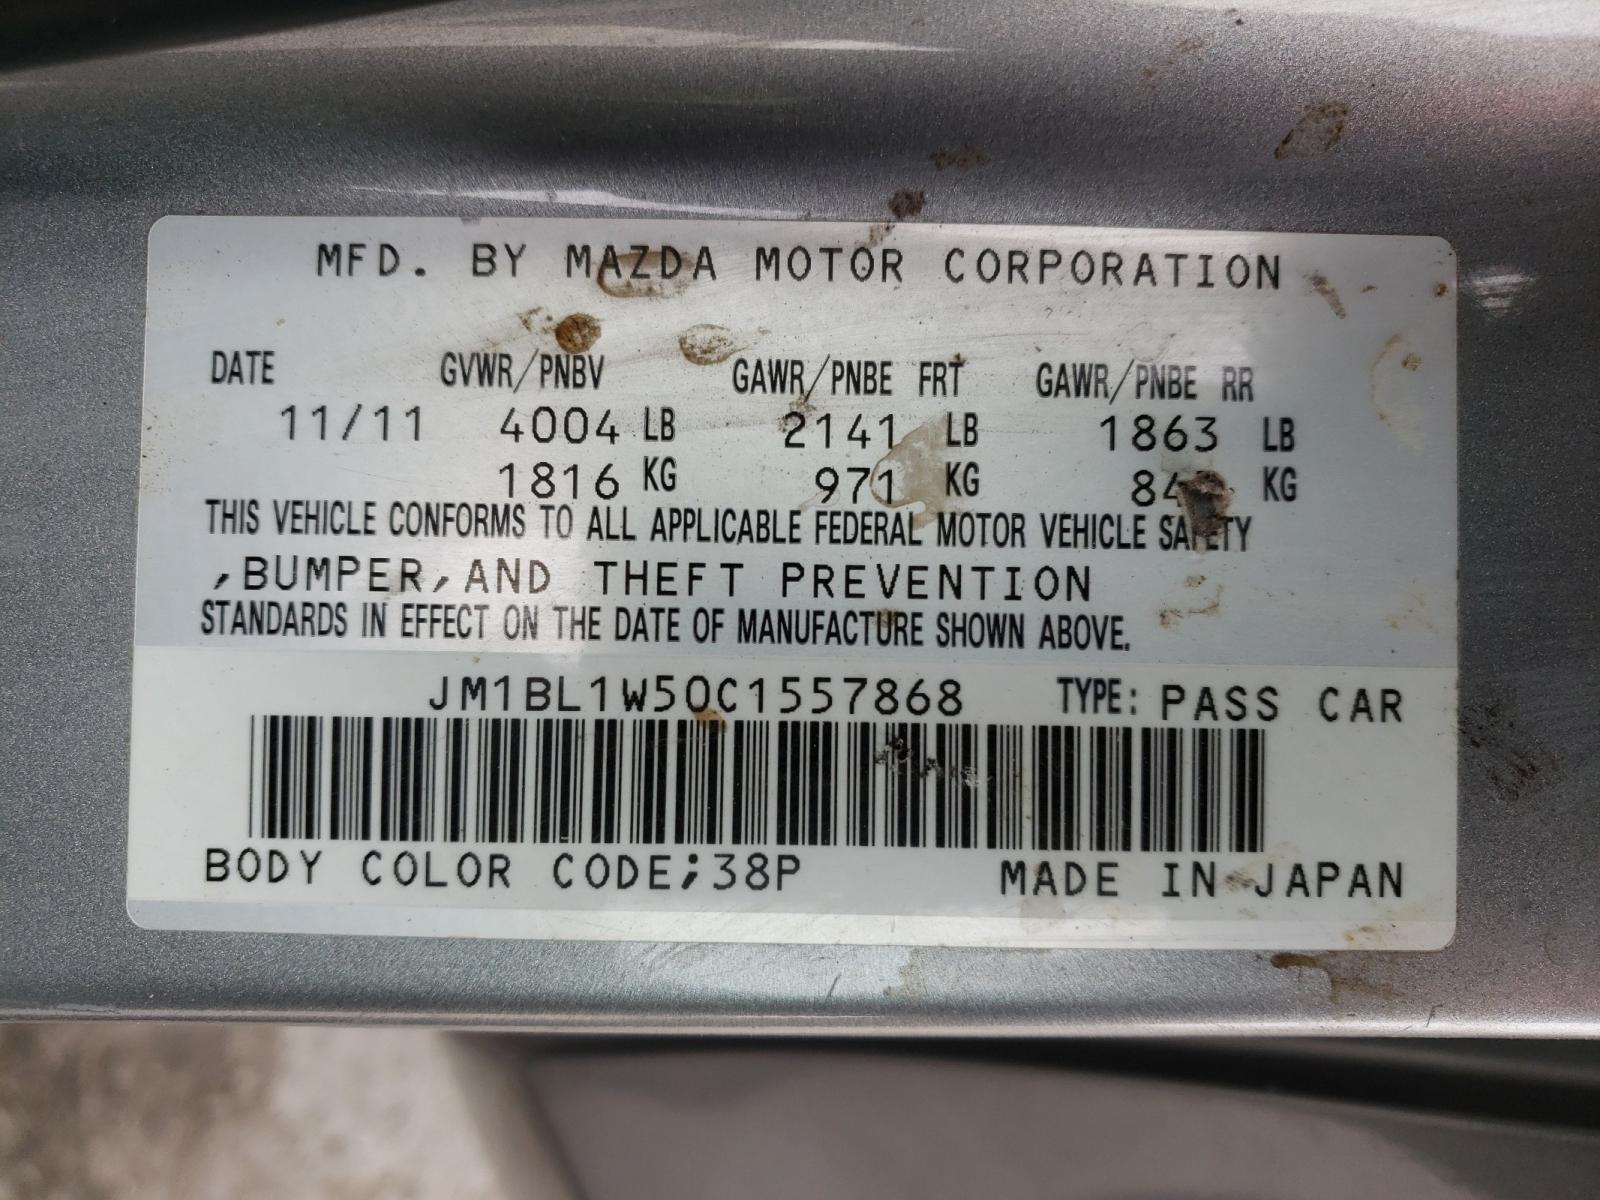 MFD. BY MAZDA MOTOR CORPORATION
DATE GVWR/PNBV GAWR/PNBE FRT GAWR/PNBE RR
11/11 4004 LB 2141 LB 1863 LB
1816 KG 971 KG KG
THIS VEHICLE CONFORMS TO ALL APPLICABLE FEDERAL MOTOR VEHICLE SAFETY
,BUMPER,AND THEFT PREVENTION
STANDARDS IN EFFECT ON THE DATE OF MANUFACTURE SHOWN ABOVE.
JM1BL1W50C1557868 TYPE: PASS CAR
BODY COLOR CODE;38P MADE IN JAPAN